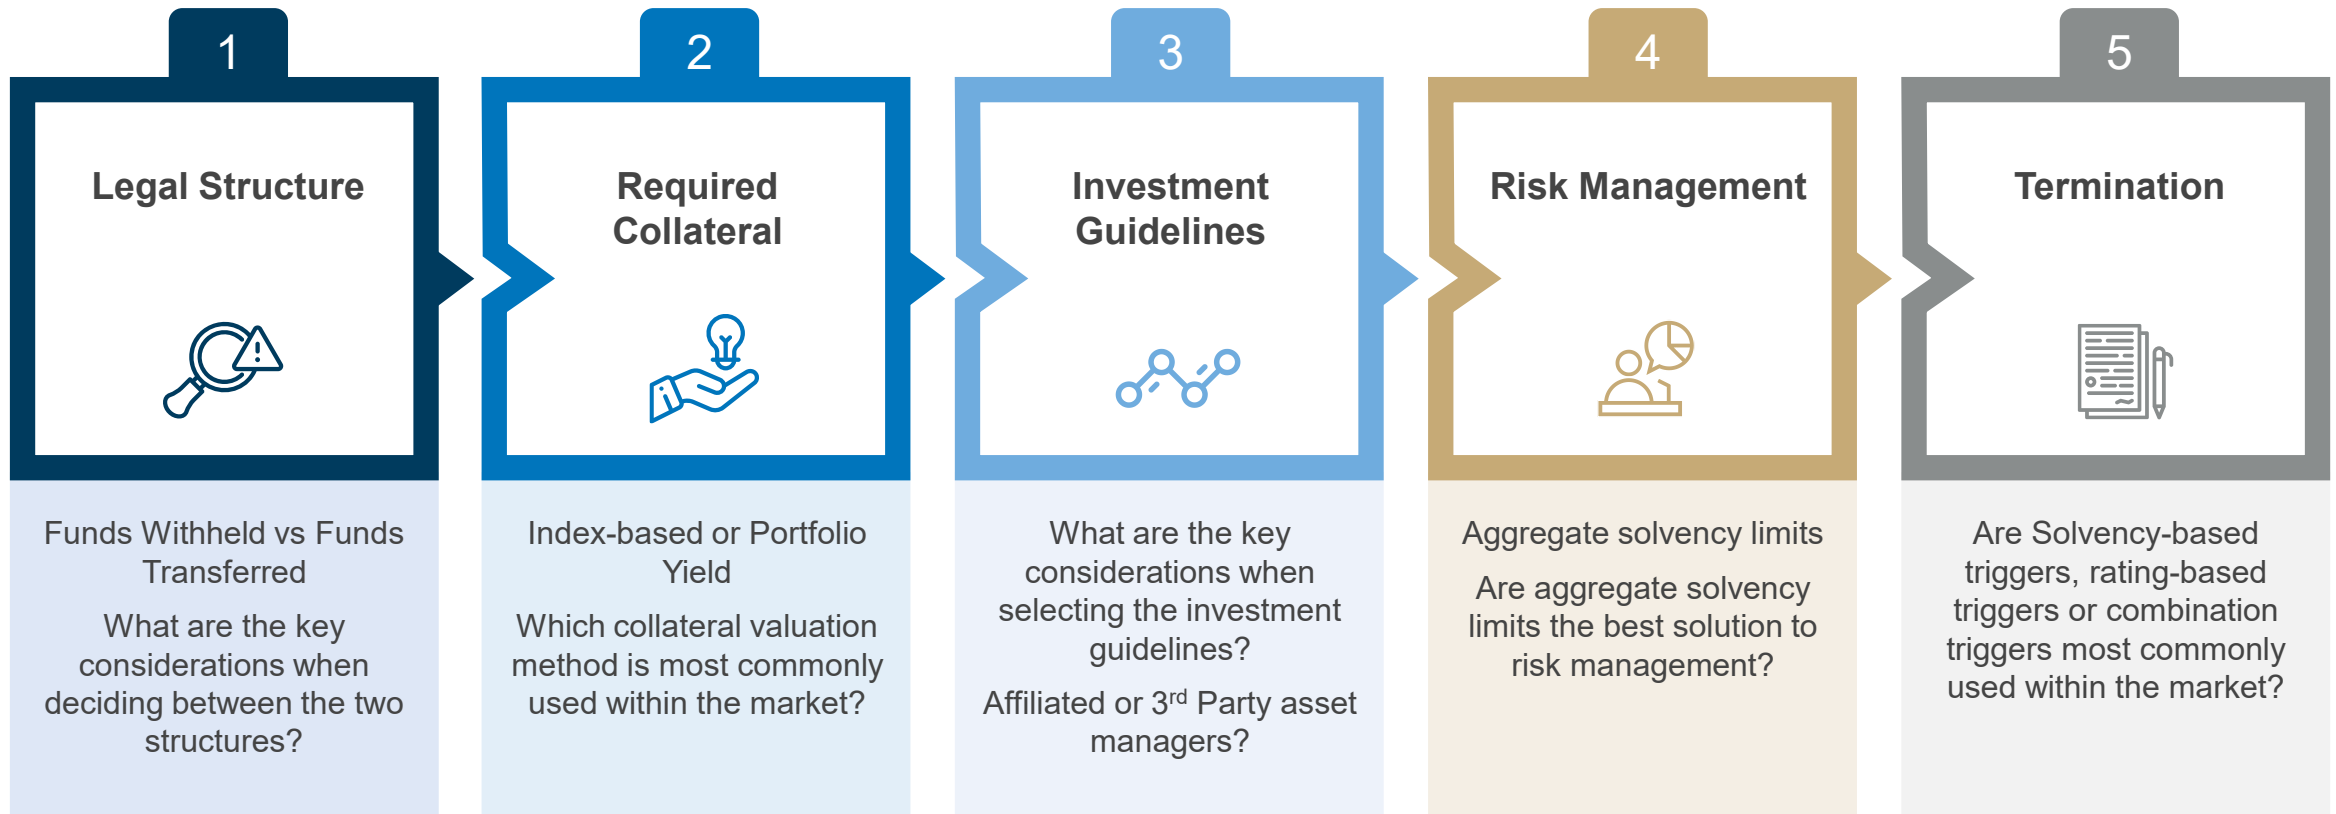 1
Legal Structure
Funds Withheld vs Funds
Transferred
What are the key
considerations when
deciding between the two
structures?
2
Required
Collateral
Index-based or Portfolio
Yield
Which collateral valuation
method is most commonly
used within the market?
3
Investment
Guidelines
What are the key
considerations when
selecting the investment
guidelines?
Affiliated or 3rd Party asset
managers?
4
Risk Management
Aggregate solvency limits
Are aggregate solvency
limits the best solution to
risk management?
5
Termination
Are Solvency-based
triggers, rating-based
triggers or combination
triggers most commonly
used within the market?